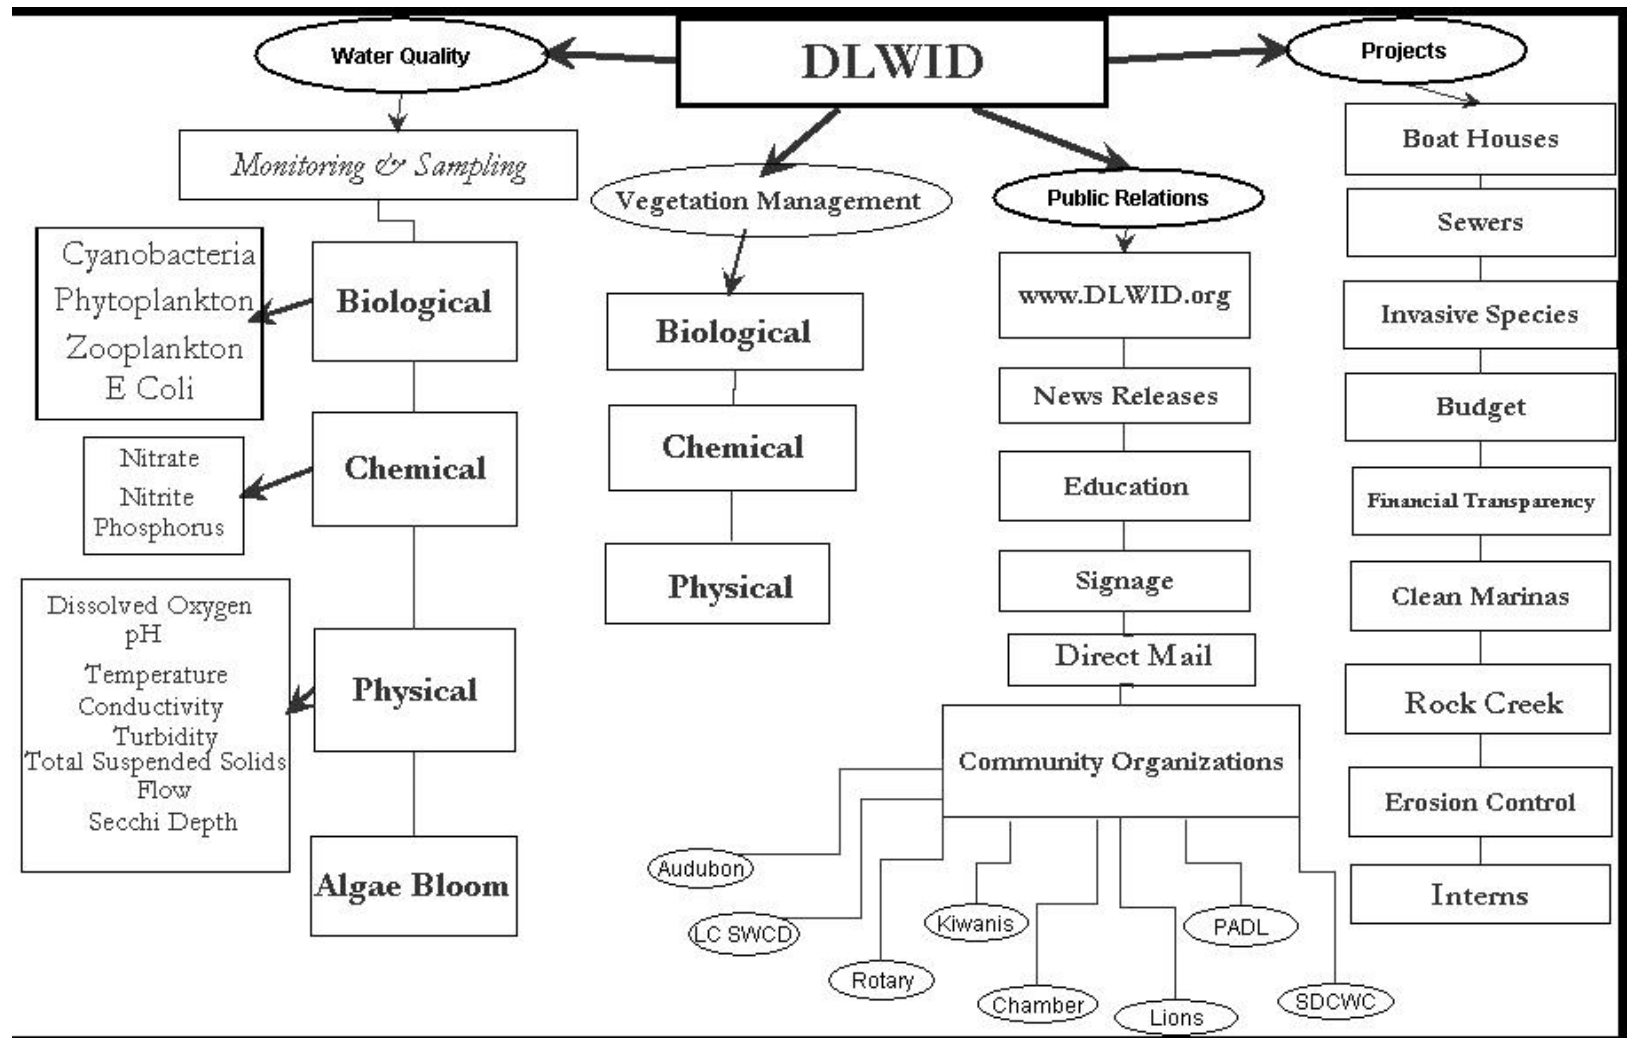 DLWID
Water Quality
Monitoring & Sampling
Biological
Cyanobacteria
Phytoplankton
Zooplankton
E Coli
Chemical
Nitrate
Nitrite
Phosphorus
Physical
Dissolved Oxygen
pH
Temperature
Conductivity
Turbidity
Total Suspended Solids
Flow
Secchi Depth
Algae Bloom
Vegetation Management
Biological
Chemical
Physical
Public Relations
www.DLWID.org
News Releases
Education
Signage
Direct Mail
Community Organizations
Audubon
LC SWCD
Rotary
Kiwanis
Chamber
Lions
PADL
SDCWC
Projects
Boat Houses
Sewers
Invasive Species
Budget
Financial Transparency
Clean Marinas
Rock Creek
Erosion Control
Interns